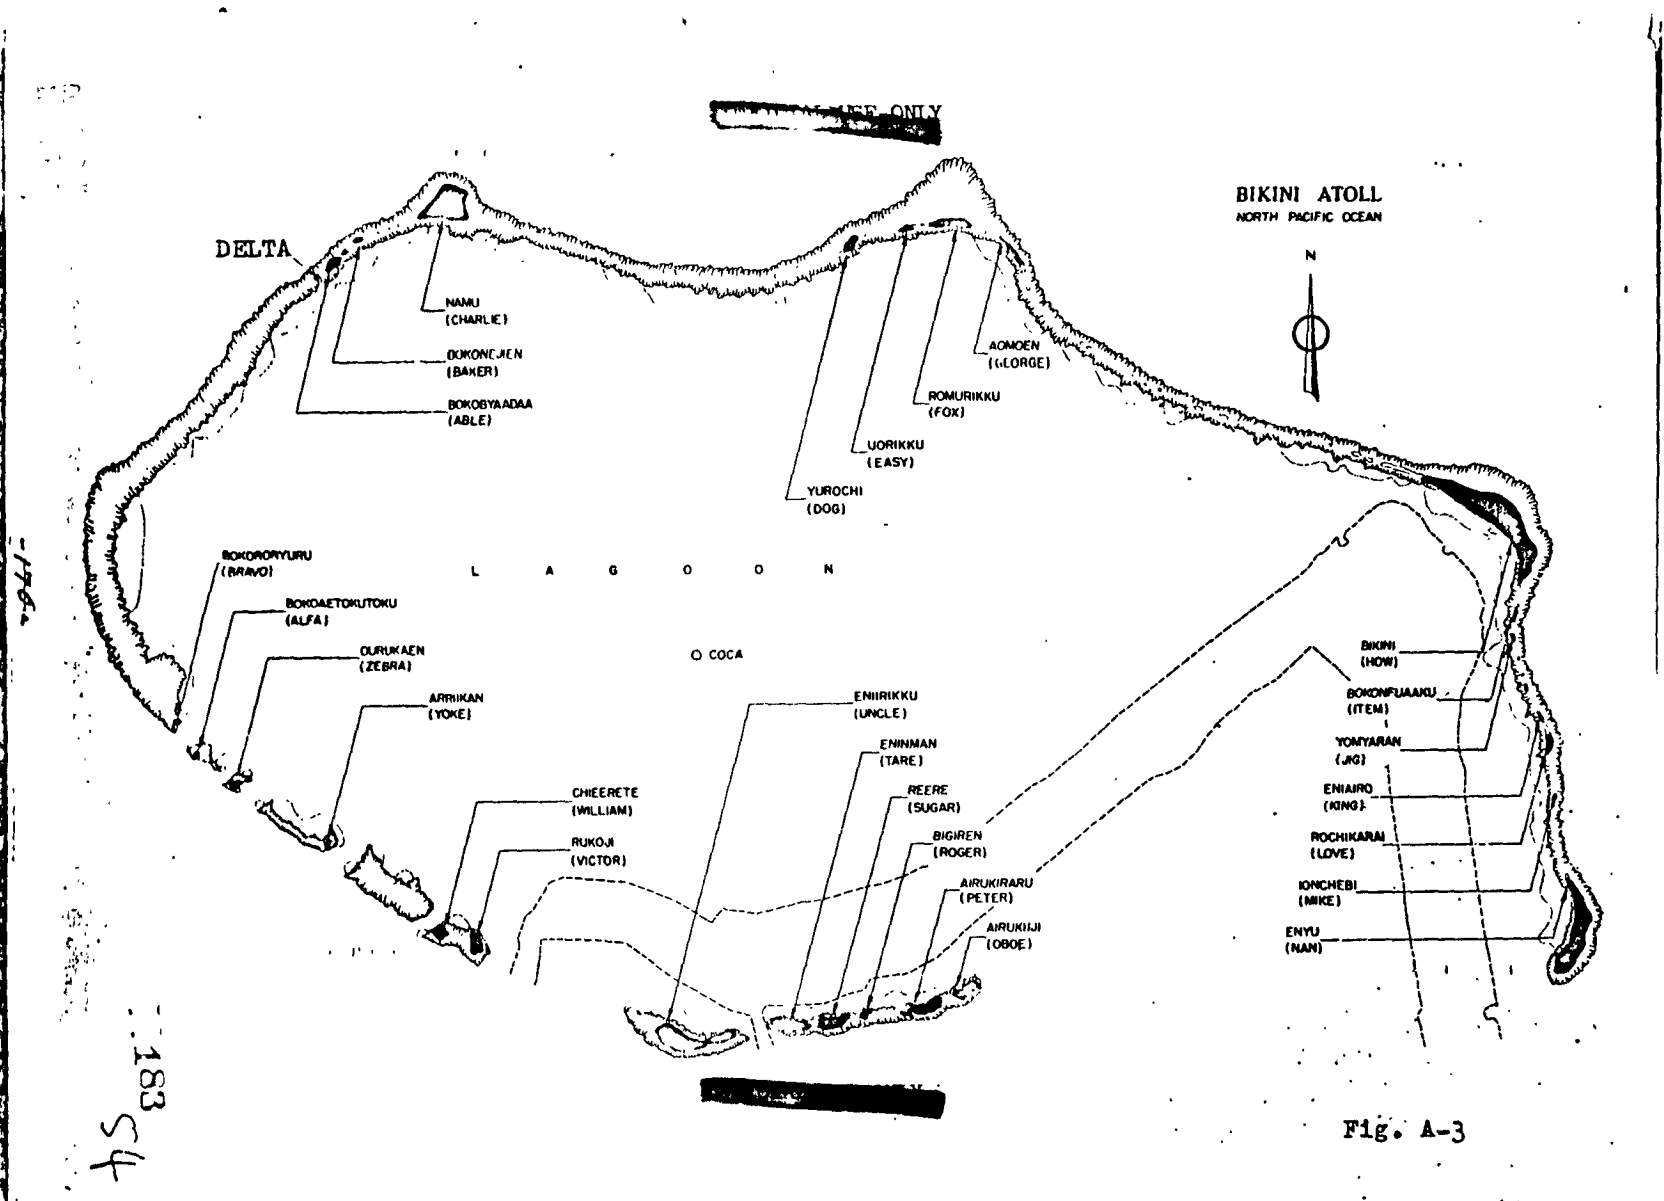 USE ONLY
BIKINI ATOLL
NORTH PACIFIC OCEAN
N
DELTA
NAMU
(CHARLIE)
BOKONEJIEN
(BAKER)
BOKOBYAADAA
(ABLE)
AOMOEN
(GEORGE)
ROMURIKKU
(FOX)
UORIKKU
(EASY)
YUROCHI
(DOG)
BOKORORYURU
(BRAVO)
LAGOON
BOKOAETOKUTOKU
(ALFA)
OURUKAEN
(ZEBRA)
COCA
ARRIIKAN
(YOKE)
ENIIRIKKU
(UNCLE)
ENINMAN
(TARE)
CHIEERETE
(WILLIAM)
REERE
(SUGAR)
RUKOJI
(VICTOR)
BIGIREN
(ROGER)
AIRUKIRARU
(PETER)
AIRUKIIJI
(OBOE)
BIKINI
(HOW)
BOKONFUAAKU
(ITEM)
YOMYARAN
(JIG)
ENIAIRO
(KING)
ROCHIKARAI
(LOVE)
IONCHEBI
(MIKE)
ENYU
(NAN)
183
54
Fig. A-3